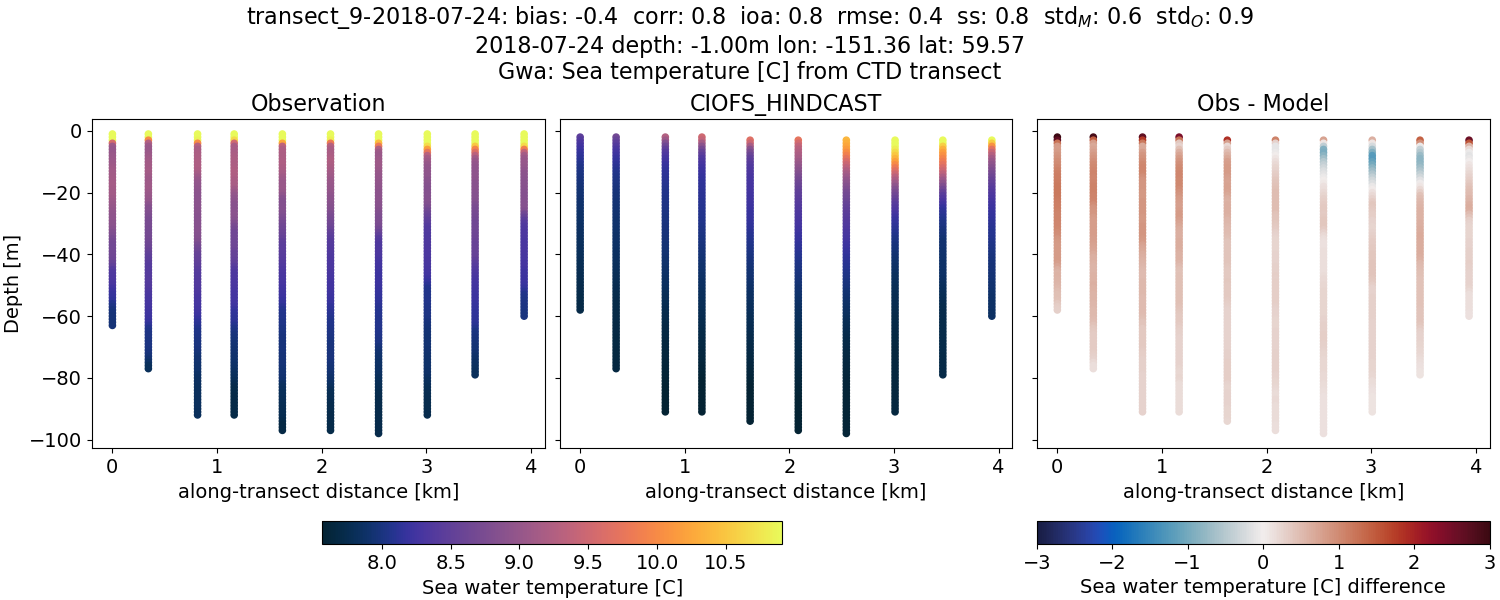 transect_9-2018-07-24: bias: -0.4 corr: 0.8 ioa: 0.8 rmse: 0.4 ss: 0.8 std_M: 0.6 std_O: 0.9
2018-07-24 depth: -1.00m lon: -151.36 lat: 59.57
Gwa: Sea temperature [C] from CTD transect
Observation CIOFS_HINDCAST Obs - Model
Depth [m]
0
−20
−40
−60
−80
−100
0 1 2 3 4 0 1 2 3 4 0 1 2 3 4
along-transect distance [km] along-transect distance [km] along-transect distance [km]
8.0 8.5 9.0 9.5 10.0 10.5 −3 −2 −1 0 1 2 3
Sea water temperature [C] Sea water temperature [C] difference